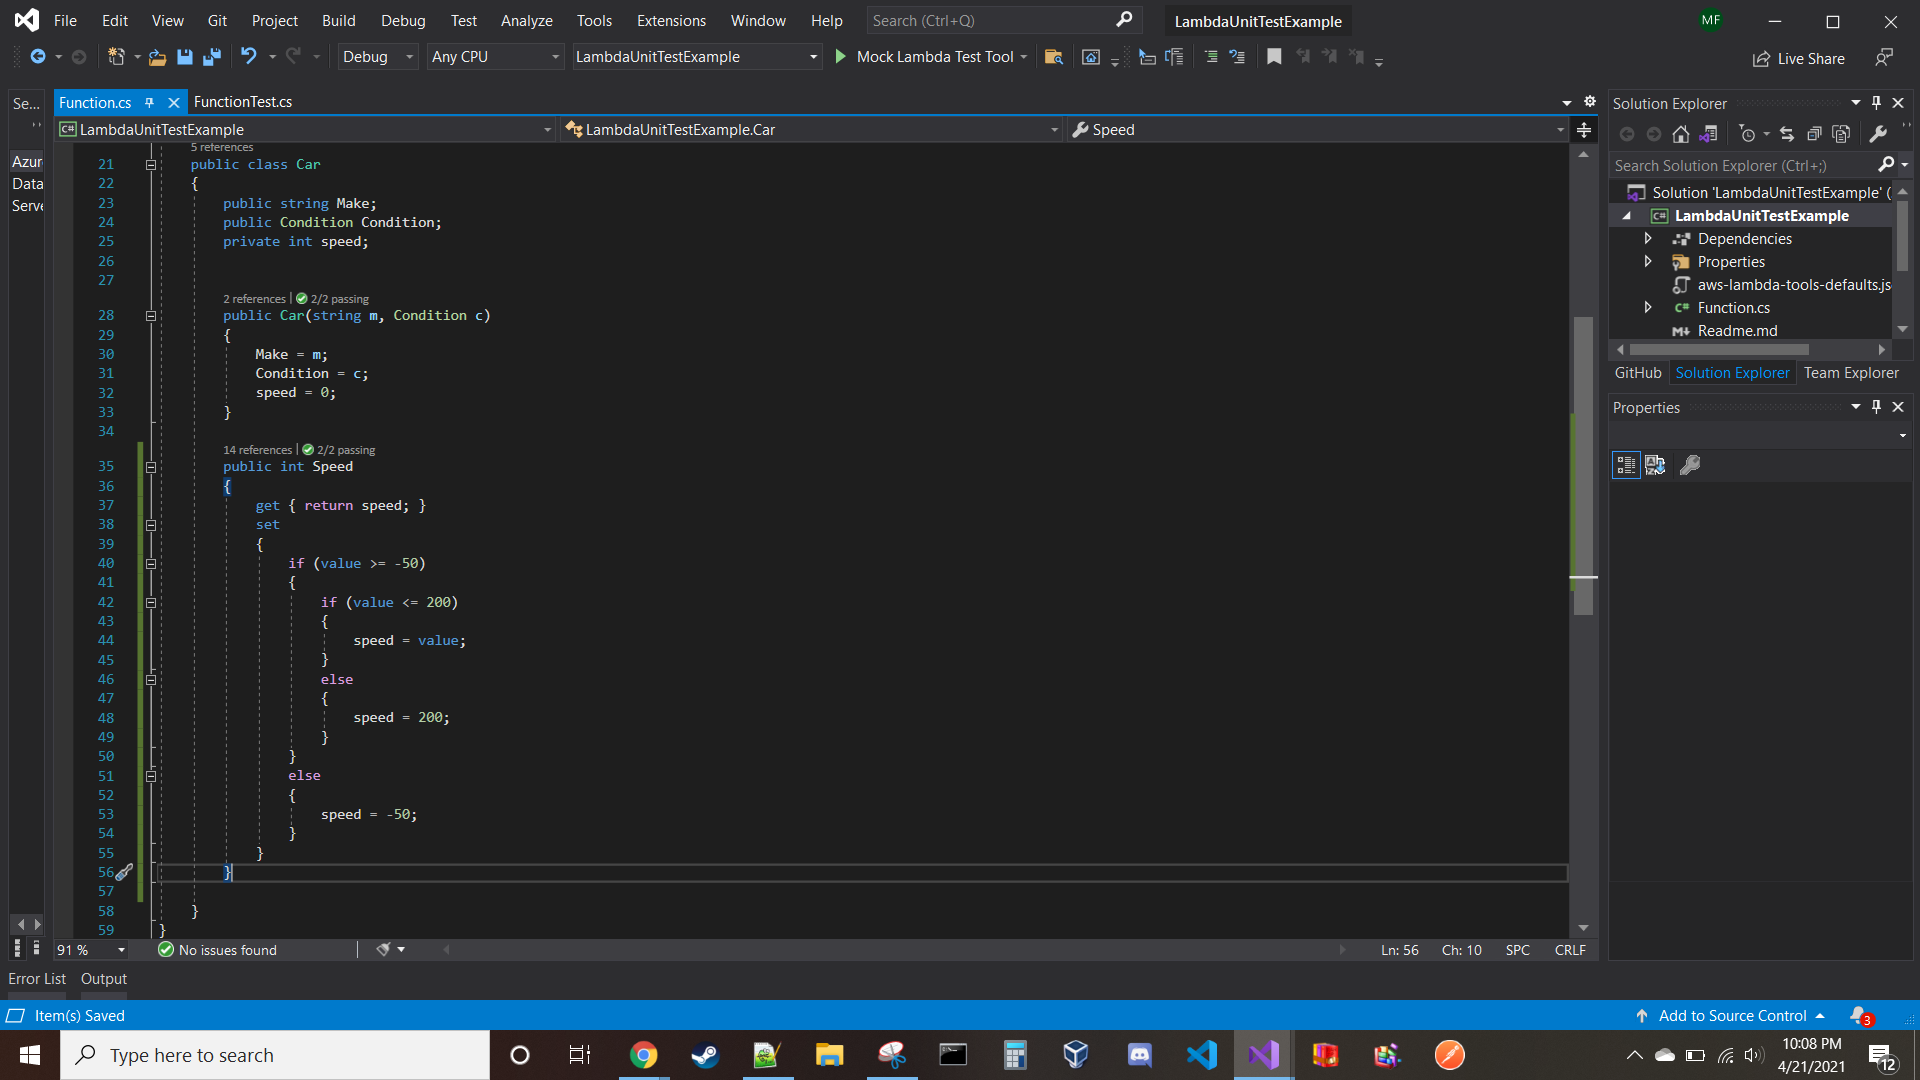 File Edit View Git Project Build Debug Test Analyze Tools Extensions Window Help Search (Ctrl+Q) LambdaUnitTestExample MF
Debug Any CPU LambdaUnitTestExample Mock Lambda Test Tool Live Share
Se... Function.cs FunctionTest.cs
LambdaUnitTestExample LambdaUnitTestExample.Car Speed
Azur
Data
Serve
5 references
21 public class Car
22 {
23 public string Make;
24 public Condition Condition;
25 private int speed;
26
27
2 references | 2/2 passing
28 public Car(string m, Condition c)
29 {
30 Make = m;
31 Condition = c;
32 speed = 0;
33 }
34
14 references | 2/2 passing
35 public int Speed
36 {
37 get { return speed; }
38 set
39 {
40 if (value >= -50)
41 {
42 if (value <= 200)
43 {
44 speed = value;
45 }
46 else
47 {
48 speed = 200;
49 }
50 }
51 else
52 {
53 speed = -50;
54 }
55 }
56 }
57
58 }
59 }
91 % No issues found Ln: 56 Ch: 10 SPC CRLF
Solution Explorer
Search Solution Explorer (Ctrl+;)
Solution 'LambdaUnitTestExample' (
C# LambdaUnitTestExample
Dependencies
Properties
aws-lambda-tools-defaults.js
C# Function.cs
Readme.md
GitHub Solution Explorer Team Explorer
Properties
Error List Output
Item(s) Saved Add to Source Control 3
Type here to search
10:08 PM
4/21/2021
12